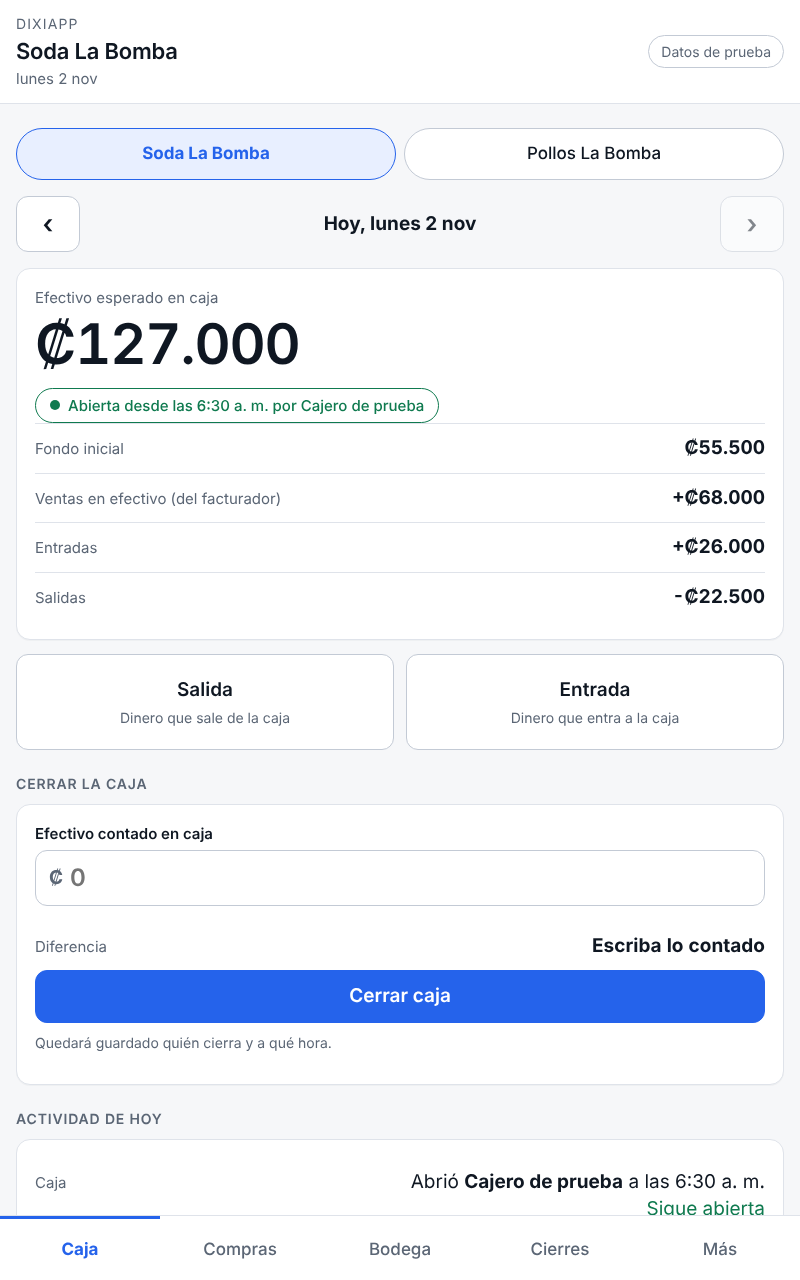 DIXIAPP
Soda La Bomba
lunes 2 nov
Datos de prueba
Soda La Bomba
Pollos La Bomba
‹
Hoy, lunes 2 nov
›
Efectivo esperado en caja
₡127.000
Abierta desde las 6:30 a. m. por Cajero de prueba
Fondo inicial ₡55.500
Ventas en efectivo (del facturador) +₡68.000
Entradas +₡26.000
Salidas -₡22.500
Salida
Dinero que sale de la caja
Entrada
Dinero que entra a la caja
CERRAR LA CAJA
Efectivo contado en caja
₡ 0
Diferencia Escriba lo contado
Cerrar caja
Quedará guardado quién cierra y a qué hora.
ACTIVIDAD DE HOY
Caja Abrió Cajero de prueba a las 6:30 a. m.
Sigue abierta
Caja Compras Bodega Cierres Más